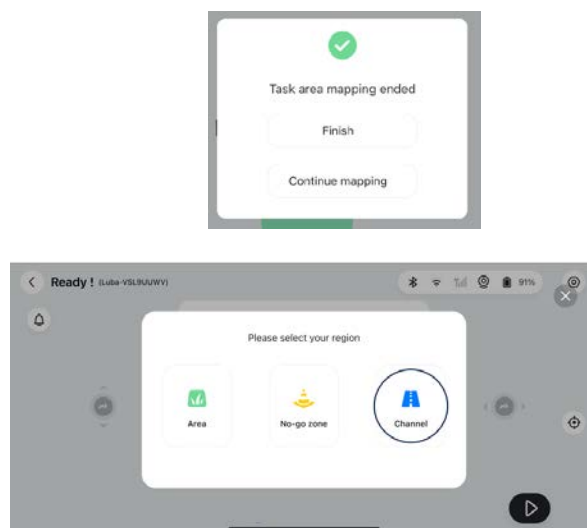 Task area mapping ended
Finish
Continue mapping
Ready ! (Luba-VSL9UUWV)
91%
Please select your region
Area
No-go zone
Channel